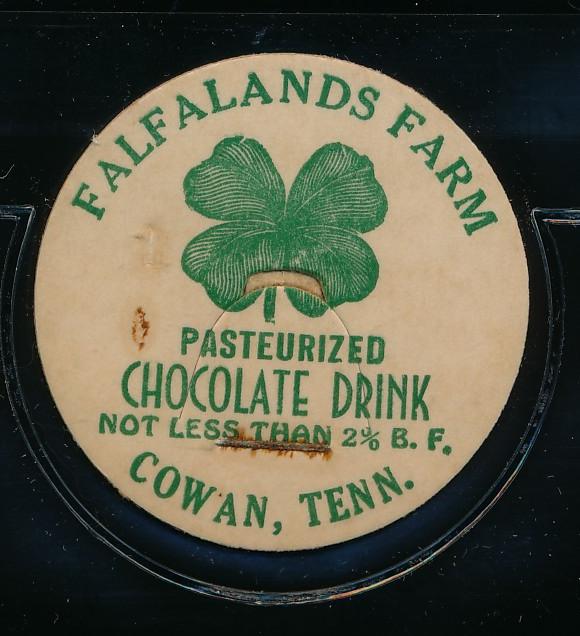 FALFALANDS FARM
PASTEURIZED
CHOCOLATE DRINK
NOT LESS THAN 2% B. F.
COWAN, TENN.